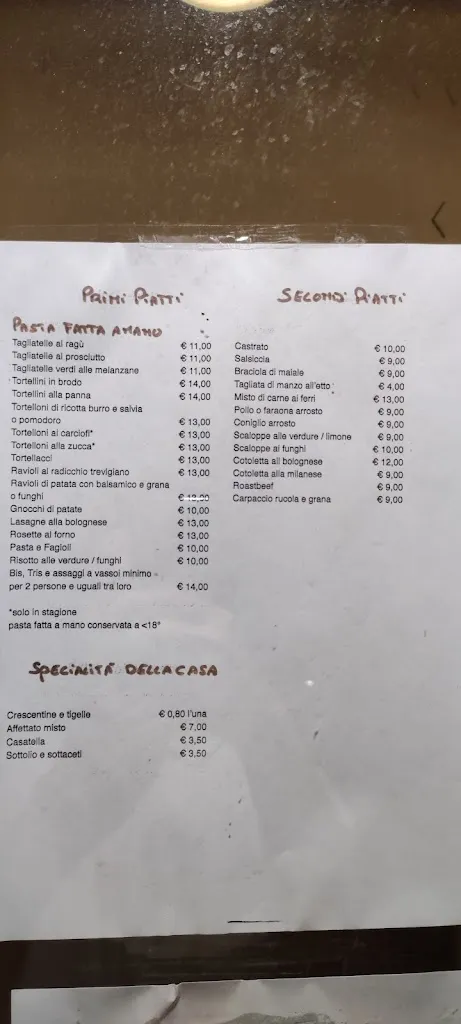 PRIMI PIATTI
PASTA FATTA A MANO
Tagliatelle al ragù € 11,00
Tagliatelle al prosciutto € 11,00
Tagliatelle verdi alle melanzane € 11,00
Tortellini in brodo € 14,00
Tortellini alla panna € 14,00
Tortelloni di ricotta burro e salvia
o pomodoro € 13,00
Tortelloni ai carciofi* € 13,00
Tortelloni alla zucca* € 13,00
Tortellacci € 13,00
Ravioli al radicchio trevigiano € 13,00
Ravioli di patata con balsamico e grana
o funghi €
Gnocchi di patate € 10,00
Lasagne alla bolognese € 13,00
Rosette al forno € 13,00
Pasta e Fagioli € 10,00
Risotto alle verdure / funghi € 10,00
Bis, Tris e assaggi a vassoi minimo
per 2 persone e uguali tra loro € 14,00
*solo in stagione
pasta fatta a mano conservata a <18°
SPECIALITÀ DELLA CASA
Crescentine e tigelle € 0,80 l'una
Affettato misto € 7,00
Casatella € 3,50
Sottolio e sottaceti € 3,50
SECONDI PIATTI
Castrato € 10,00
Salsiccia € 9,00
Braciola di maiale € 9,00
Tagliata di manzo all'etto € 4,00
Misto di carne ai ferri € 13,00
Pollo o faraona arrosto € 9,00
Coniglio arrosto € 9,00
Scaloppe alle verdure / limone € 9,00
Scaloppe ai funghi € 10,00
Cotoletta all bolognese € 12,00
Cotoletta alla milanese € 9,00
Roastbeef € 9,00
Carpaccio rucola e grana € 9,00